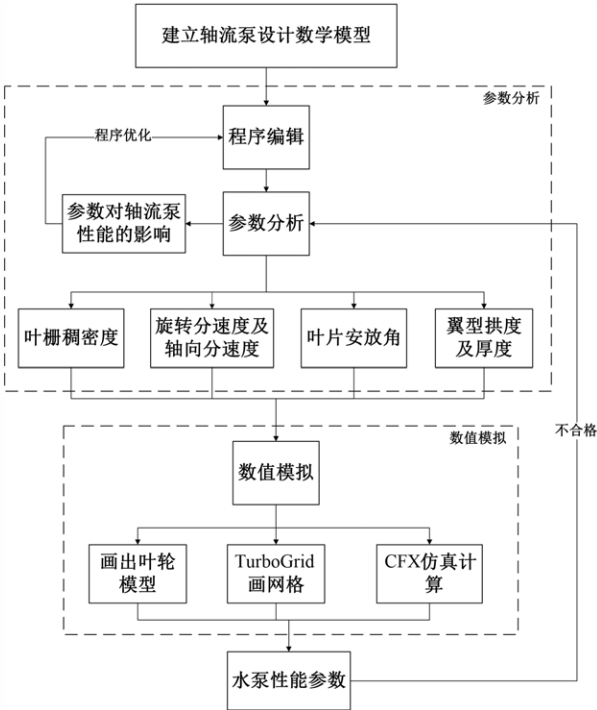 建立轴流泵设计数学模型
参数分析
程序优化
程序编辑
参数对轴流泵
性能的影响
参数分析
叶栅稠密度
旋转分速度及
轴向分速度
叶片安放角
翼型拱度
及厚度
不合格
数值模拟
数值模拟
画出叶轮
模型
TurboGrid
画网格
CFX仿真计
算
水泵性能参数